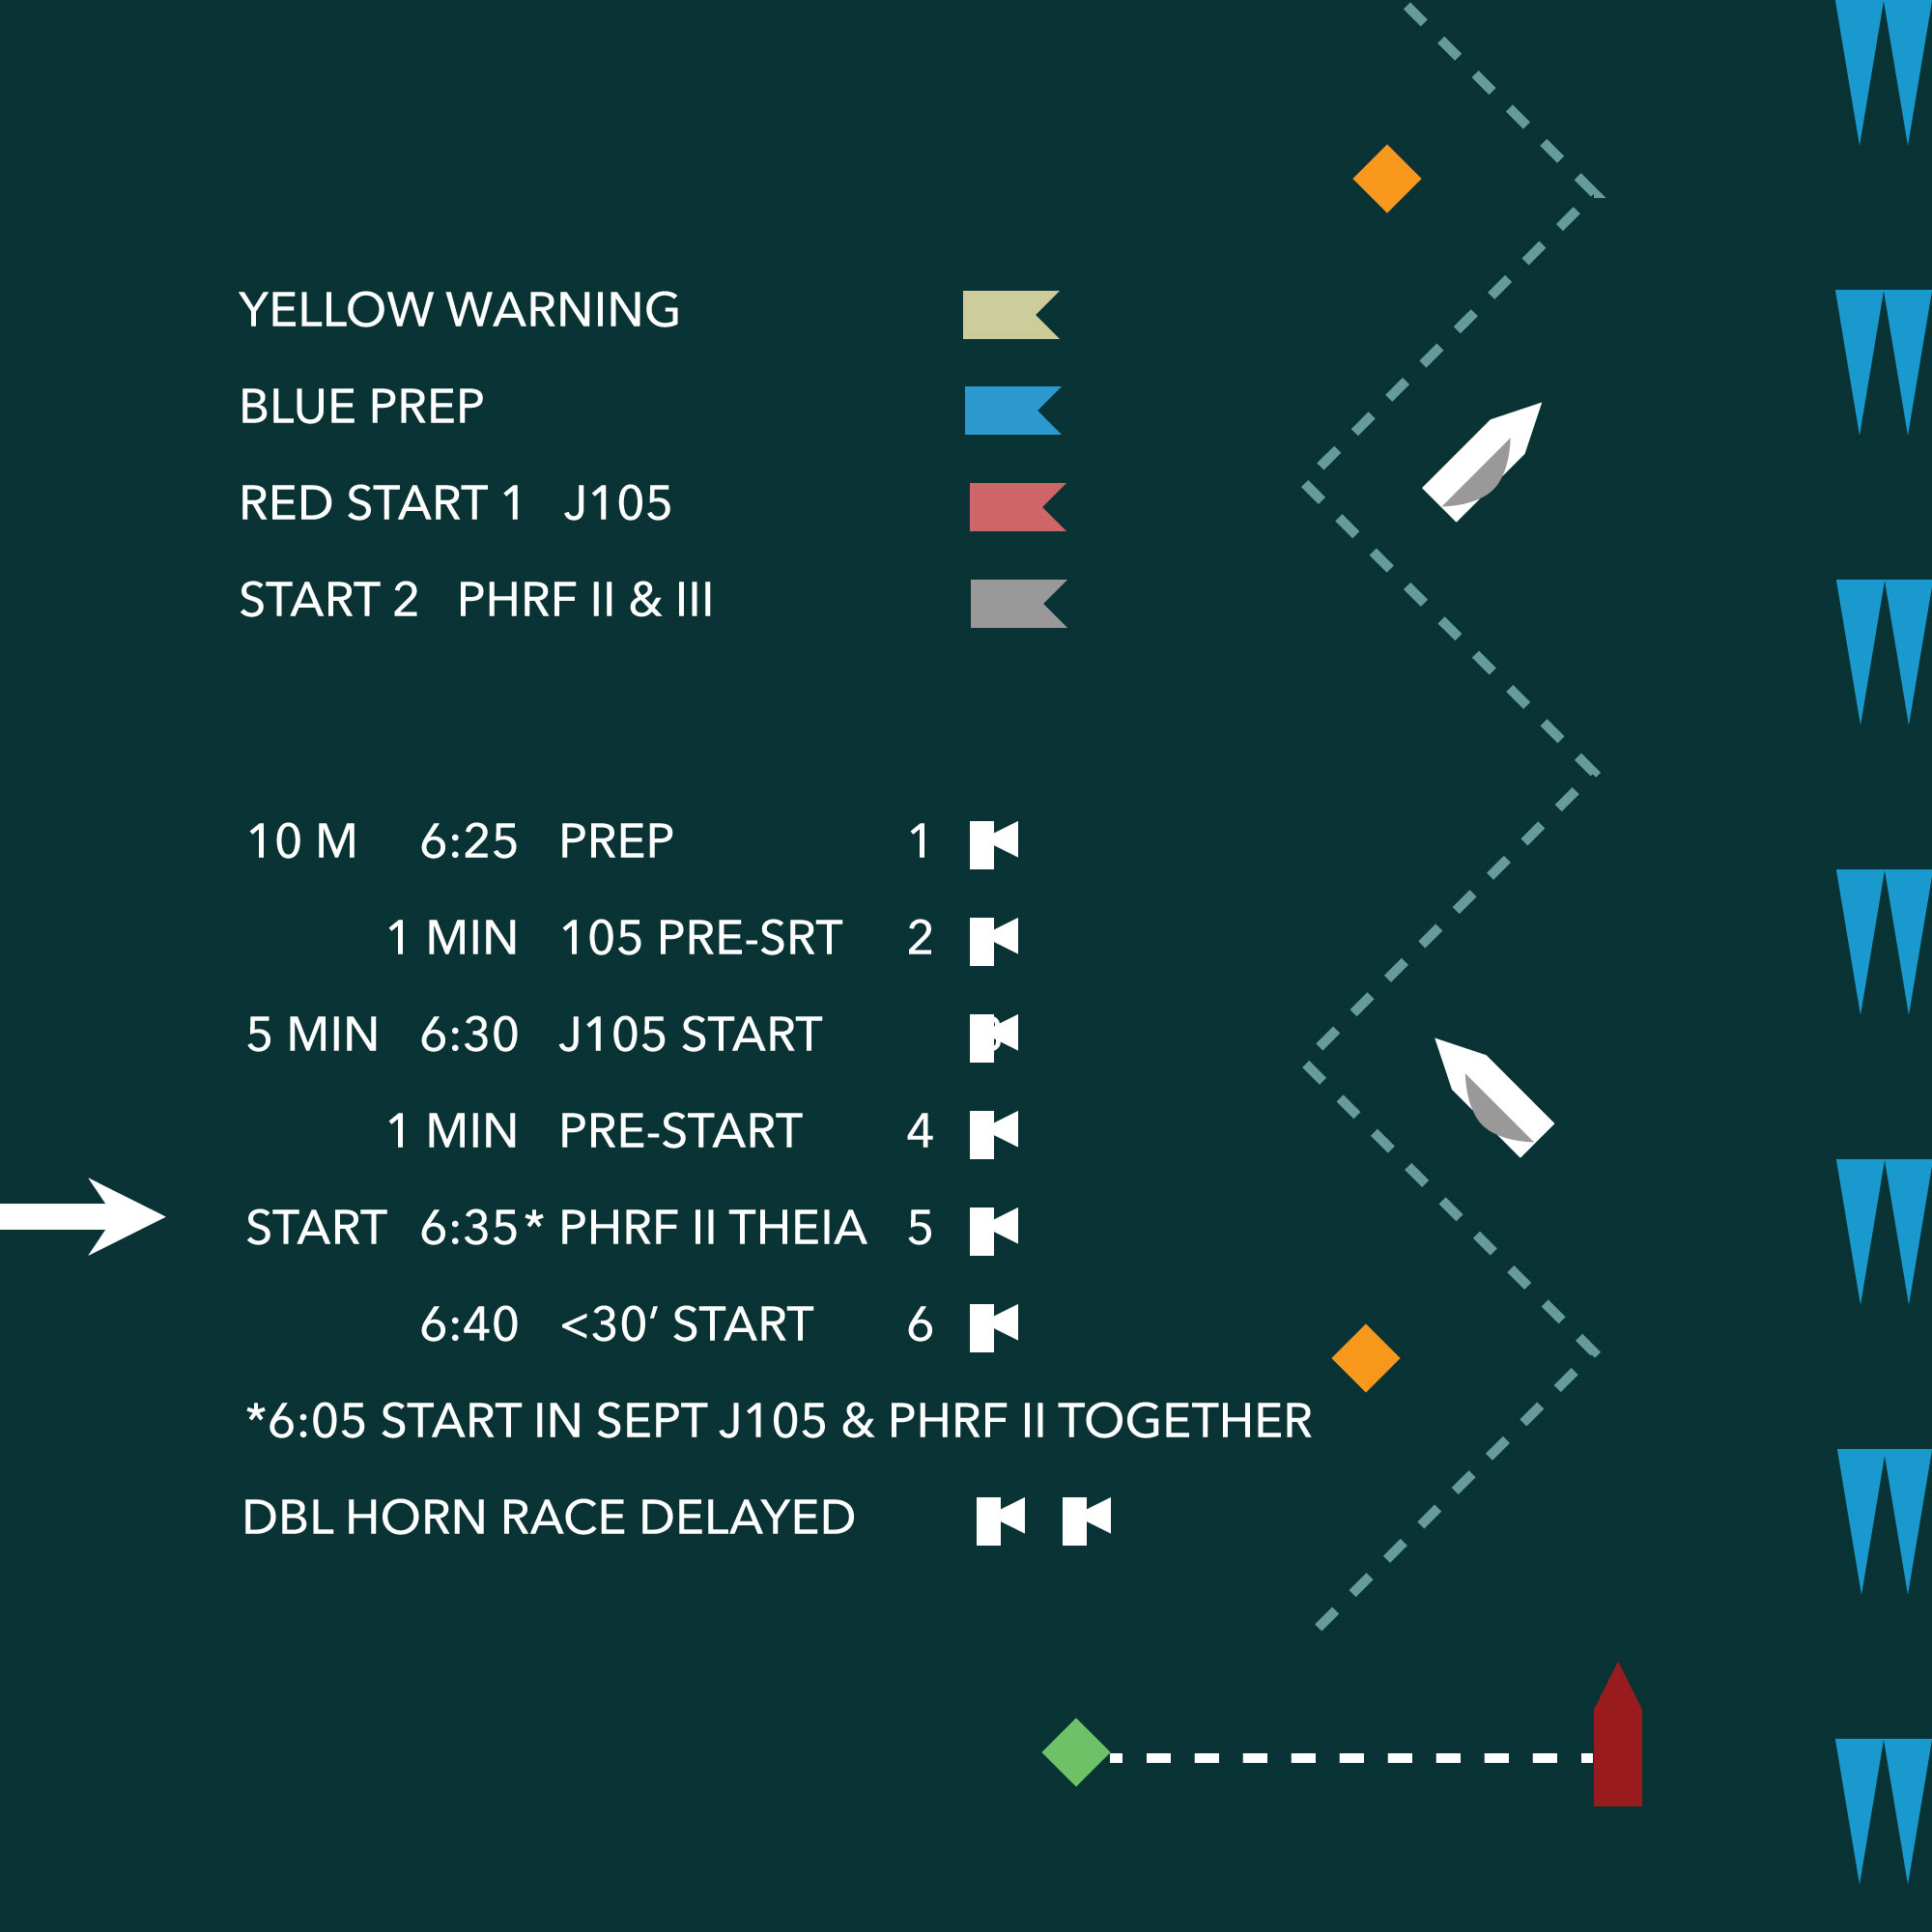 YELLOW WARNING
BLUE PREP
RED START 1 J105
START 2 PHRF II & III
10 M 6:25 PREP 1
1 MIN 105 PRE-SRT 2
5 MIN 6:30 J105 START 3
1 MIN PRE-START 4
START 6:35* PHRF II THEIA 5
6:40 <30’ START 6
*6:05 START IN SEPT J105 & PHRF II TOGETHER
DBL HORN RACE DELAYED